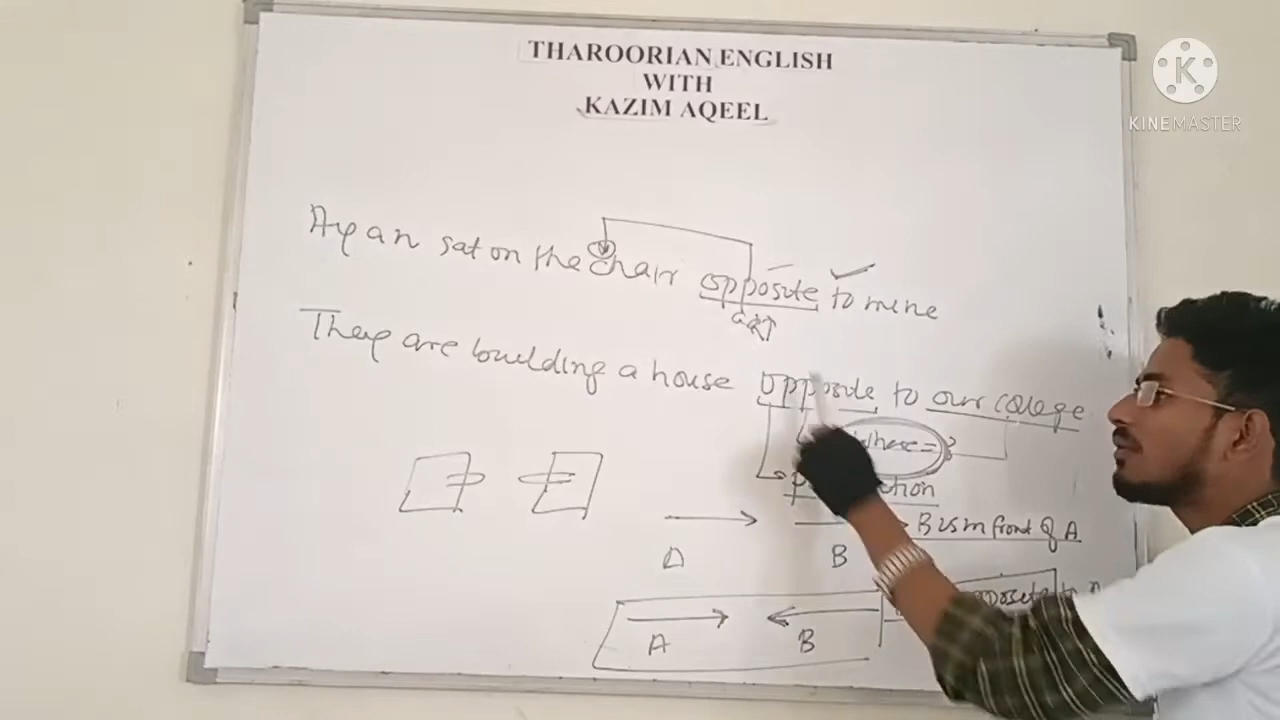 THAROORIAN ENGLISH
WITH
KAZIM AQEEL
KINEMASTER
Ayan sat on the chair opposite to mine
They are building a house opposite to our college
where = ?
A B B is in front of A
A B